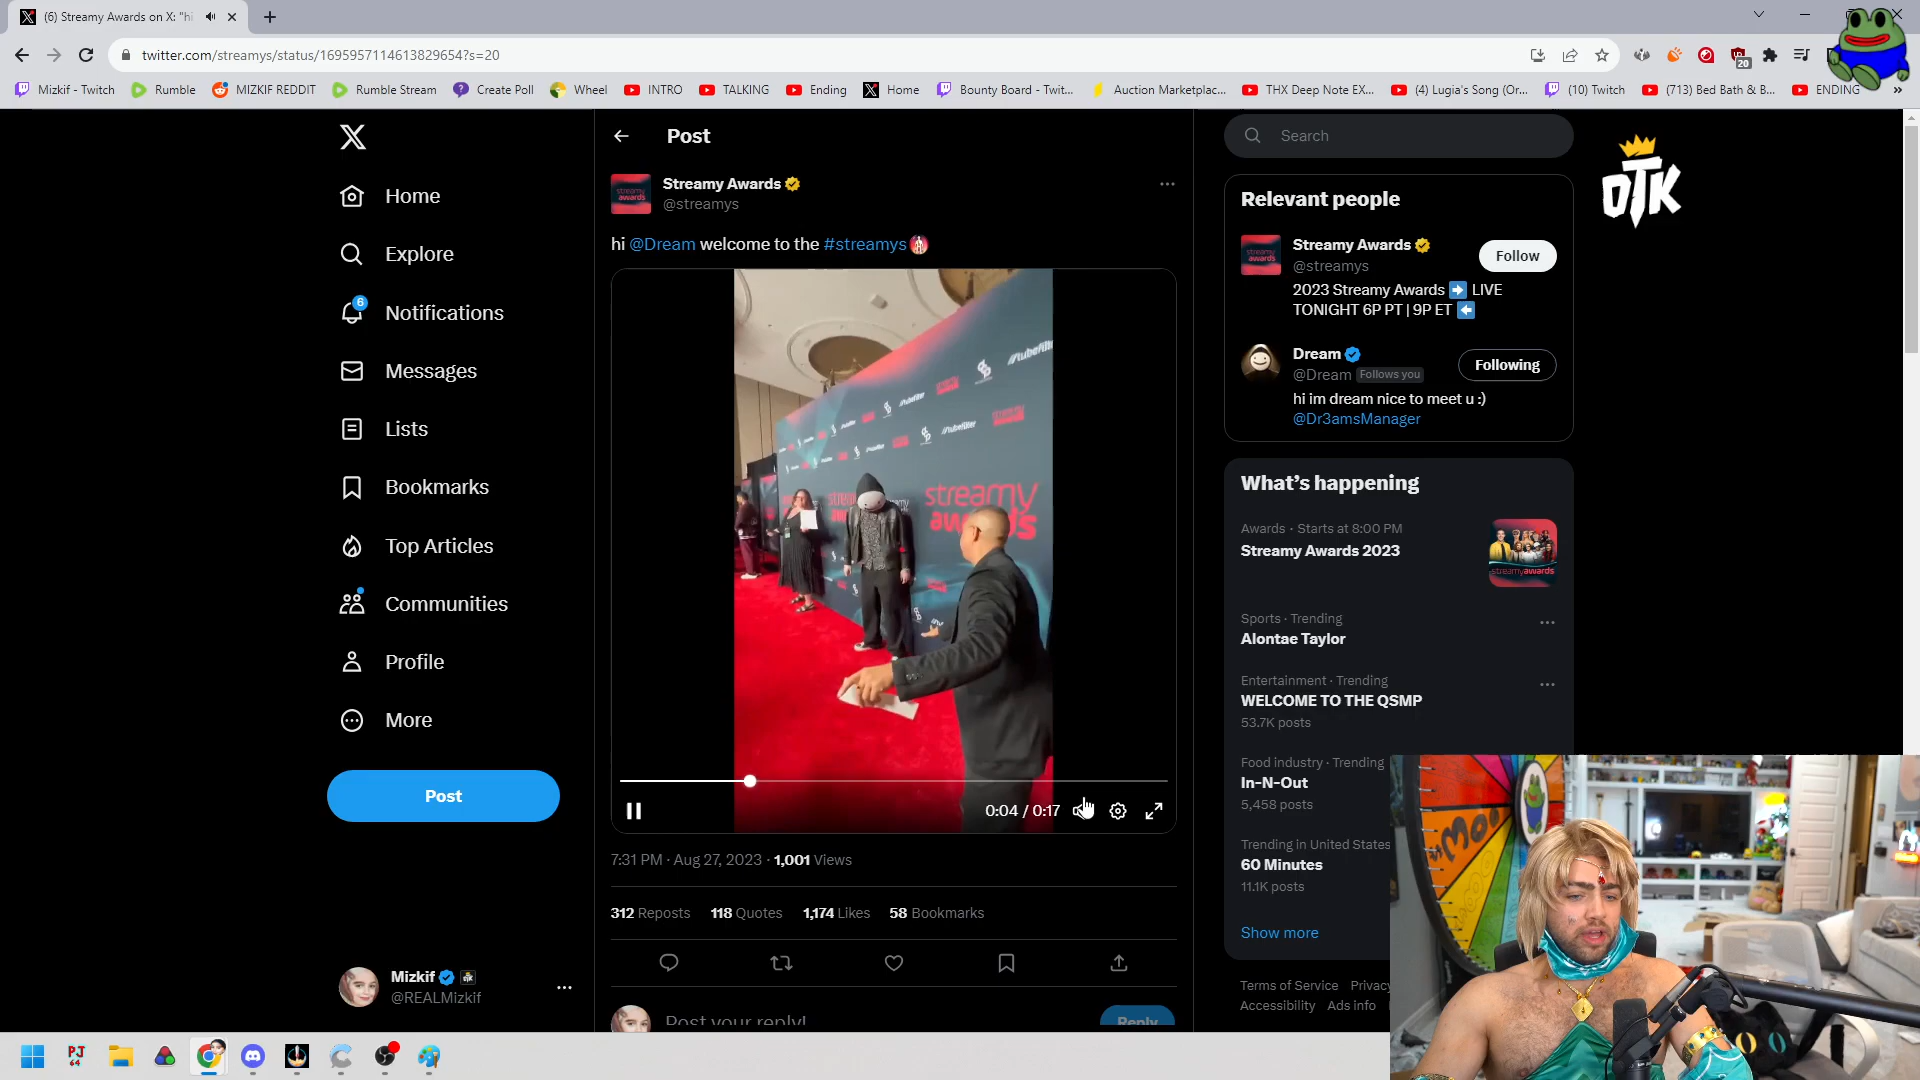 (6) Streamy Awards on X: "hi
twitter.com/streamys/status/1695957114613829654?s=20
20
Mizkif - Twitch
Rumble
MIZKIF REDDIT
Rumble Stream
Create Poll
Wheel
INTRO
TALKING
Ending
Home
Bounty Board - Twit...
Auction Marketplac...
THX Deep Note EX...
(4) Lugia's Song (Or...
(10) Twitch
(713) Bed Bath & B...
ENDING
Home
Explore
6
Notifications
Messages
Lists
Bookmarks
Top Articles
Communities
Profile
More
Post
Mizkif
@REALMizkif
Post
streamy awards
Streamy Awards
@streamys
hi @Dream welcome to the #streamys
//tubefilter
streamy
awards
0:04 / 0:17
7:31 PM · Aug 27, 2023 · 1,001 Views
312 Reposts 118 Quotes 1,174 Likes 58 Bookmarks
Post your reply!
Reply
Search
OTK
Relevant people
Streamy Awards
@streamys
Follow
2023 Streamy Awards ➡️ LIVE
TONIGHT 6P PT | 9P ET ⬅️
Dream
@Dream Follows you
Following
hi im dream nice to meet u :)
@Dr3amsManager
What's happening
Awards · Starts at 8:00 PM
Streamy Awards 2023
streamyawards
Sports · Trending
Alontae Taylor
Entertainment · Trending
WELCOME TO THE QSMP
53.7K posts
Food industry · Trending
In-N-Out
5,458 posts
Trending in United States
60 Minutes
11.1K posts
Show more
Terms of Service Privacy
Accessibility Ads info
PJ
64